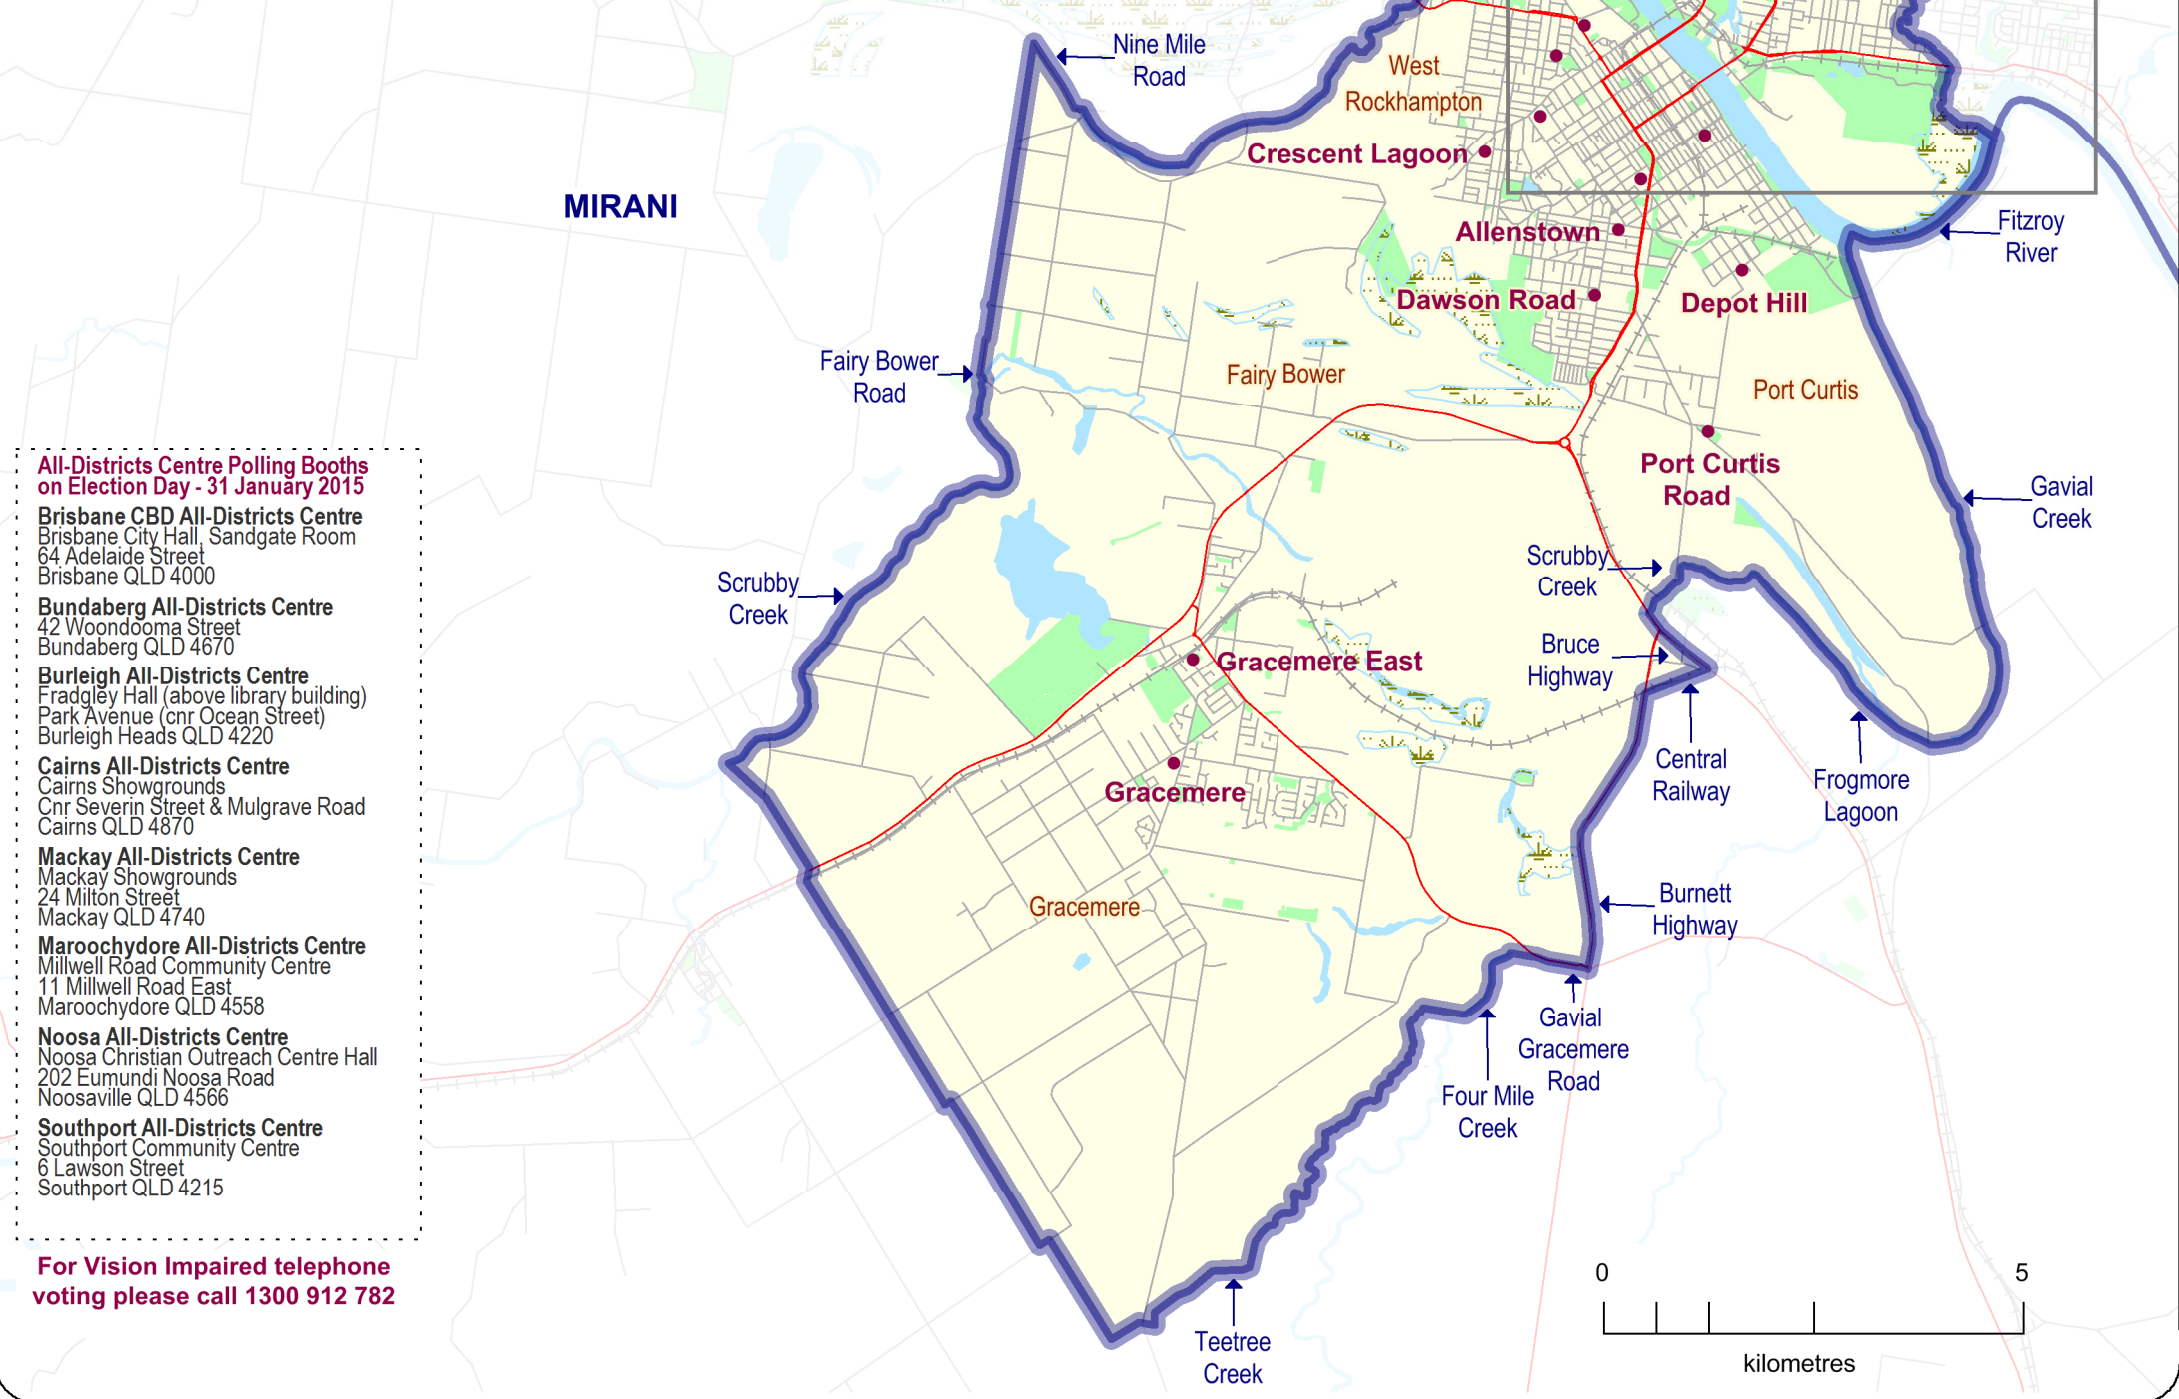 Nine Mile
Road
West
Rockhampton
Crescent Lagoon
MIRANI
Allenstown
Fitzroy
River
Dawson Road
Depot Hill
Fairy Bower
Road
Fairy Bower
Port Curtis
Port Curtis
Road
Gavial
Creek
Scrubby
Creek
Scrubby
Creek
Bruce
Highway
Gracemere East
Central
Railway
Frogmore
Lagoon
Gracemere
Gracemere
Burnett
Highway
Gavial
Gracemere
Road
Four Mile
Creek
Teetree
Creek
All-Districts Centre Polling Booths
on Election Day - 31 January 2015
Brisbane CBD All-Districts Centre
Brisbane City Hall, Sandgate Room
64 Adelaide Street
Brisbane QLD 4000
Bundaberg All-Districts Centre
42 Woondooma Street
Bundaberg QLD 4670
Burleigh All-Districts Centre
Fradgley Hall (above library building)
Park Avenue (cnr Ocean Street)
Burleigh Heads QLD 4220
Cairns All-Districts Centre
Cairns Showgrounds
Cnr Severin Street & Mulgrave Road
Cairns QLD 4870
Mackay All-Districts Centre
Mackay Showgrounds
24 Milton Street
Mackay QLD 4740
Maroochydore All-Districts Centre
Millwell Road Community Centre
11 Millwell Road East
Maroochydore QLD 4558
Noosa All-Districts Centre
Noosa Christian Outreach Centre Hall
202 Eumundi Noosa Road
Noosaville QLD 4566
Southport All-Districts Centre
Southport Community Centre
6 Lawson Street
Southport QLD 4215
For Vision Impaired telephone
voting please call 1300 912 782
0 5
kilometres